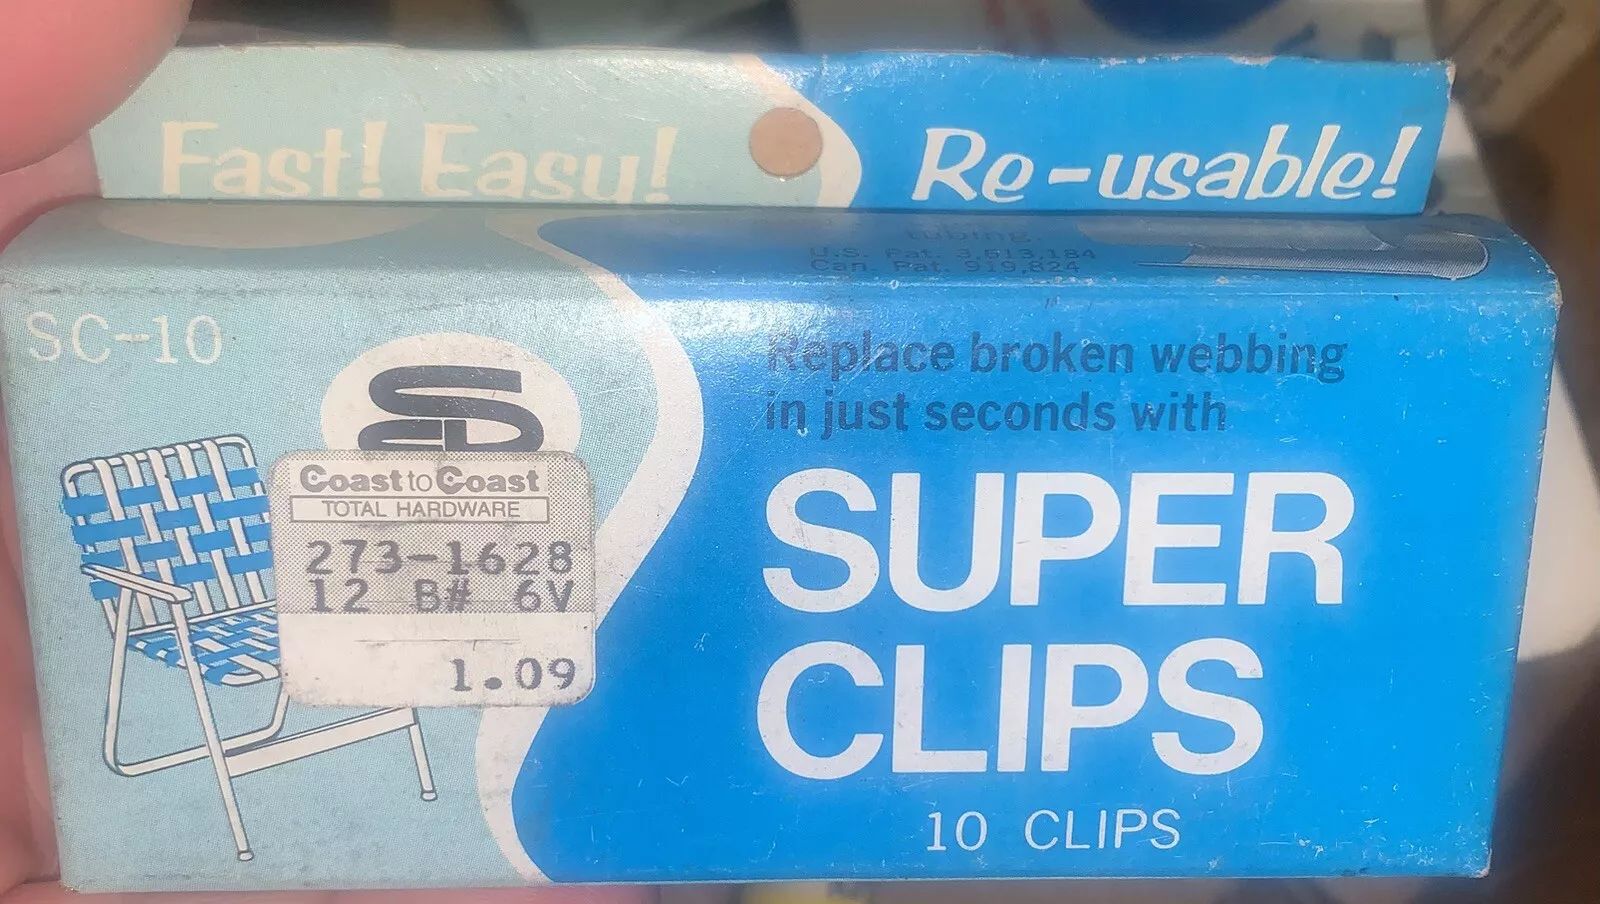 Fast! Easy!
Re-usable!
tubing.
U.S. Pat. 3,613,184
Can. Pat. 919,824
SC-10
Replace broken webbing
in just seconds with
SUPER
CLIPS
10 CLIPS
Coast to Coast
TOTAL HARDWARE
273-1628
12 B# 6V
1.09